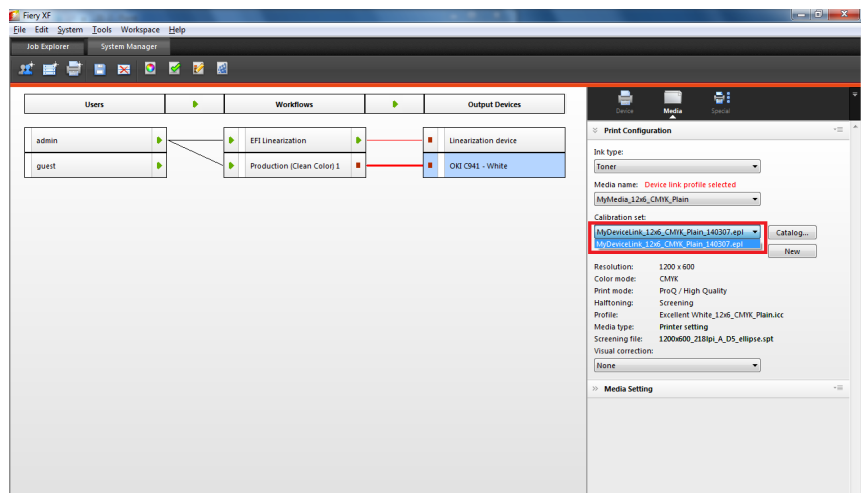 Fiery XF
File Edit System Tools Workspace Help
Job Explorer System Manager
Users Workflows Output Devices
Device Media Special
Print Configuration
admin EFI Linearization Linearization device
guest Production (Clean Color) 1 OKI C941 - White
Ink type:
Toner
Media name: Device link profile selected
MyMedia_12x6_CMYK_Plain
Calibration set:
MyDeviceLink_12x6_CMYK_Plain_140307.epl Catalog...
MyDeviceLink_12x6_CMYK_Plain_140307.epl
New
Resolution: 1200 x 600
Color mode: CMYK
Print mode: ProQ / High Quality
Halftoning: Screening
Profile: Excellent White_12x6_CMYK_Plain.icc
Media type: Printer setting
Screening file: 1200x600_218lpi_A_D5_ellipse.spt
Visual correction:
None
Media Setting